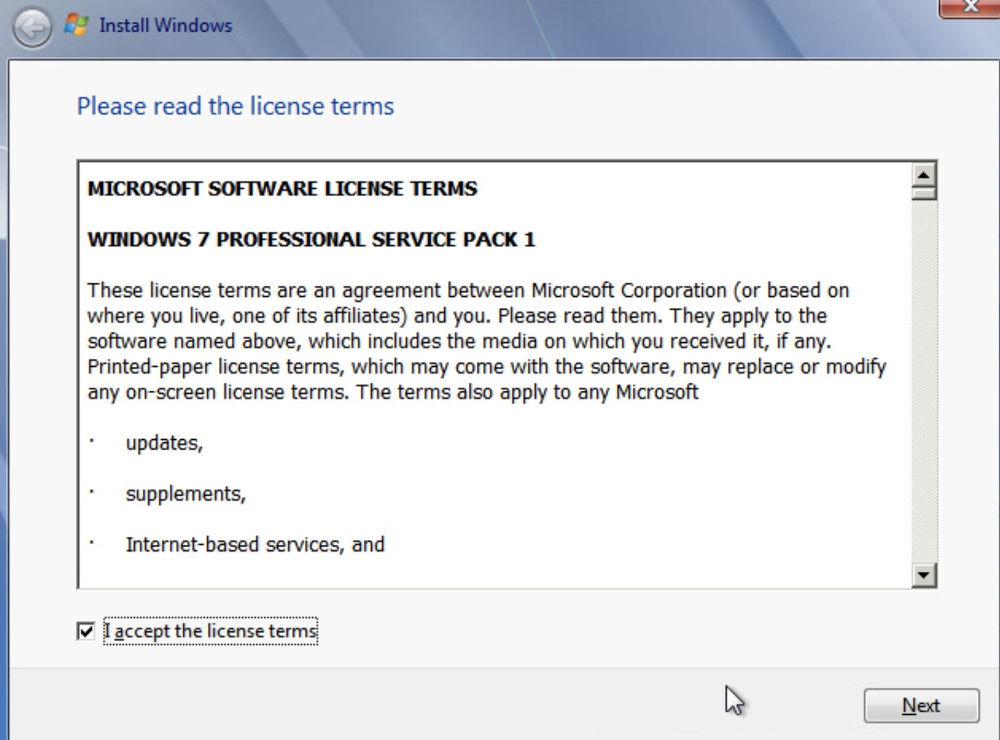 Install Windows
Please read the license terms
MICROSOFT SOFTWARE LICENSE TERMS
WINDOWS 7 PROFESSIONAL SERVICE PACK 1
These license terms are an agreement between Microsoft Corporation (or based on
where you live, one of its affiliates) and you. Please read them. They apply to the
software named above, which includes the media on which you received it, if any.
Printed-paper license terms, which may come with the software, may replace or modify
any on-screen license terms. The terms also apply to any Microsoft
· updates,
· supplements,
· Internet-based services, and
I accept the license terms
Next